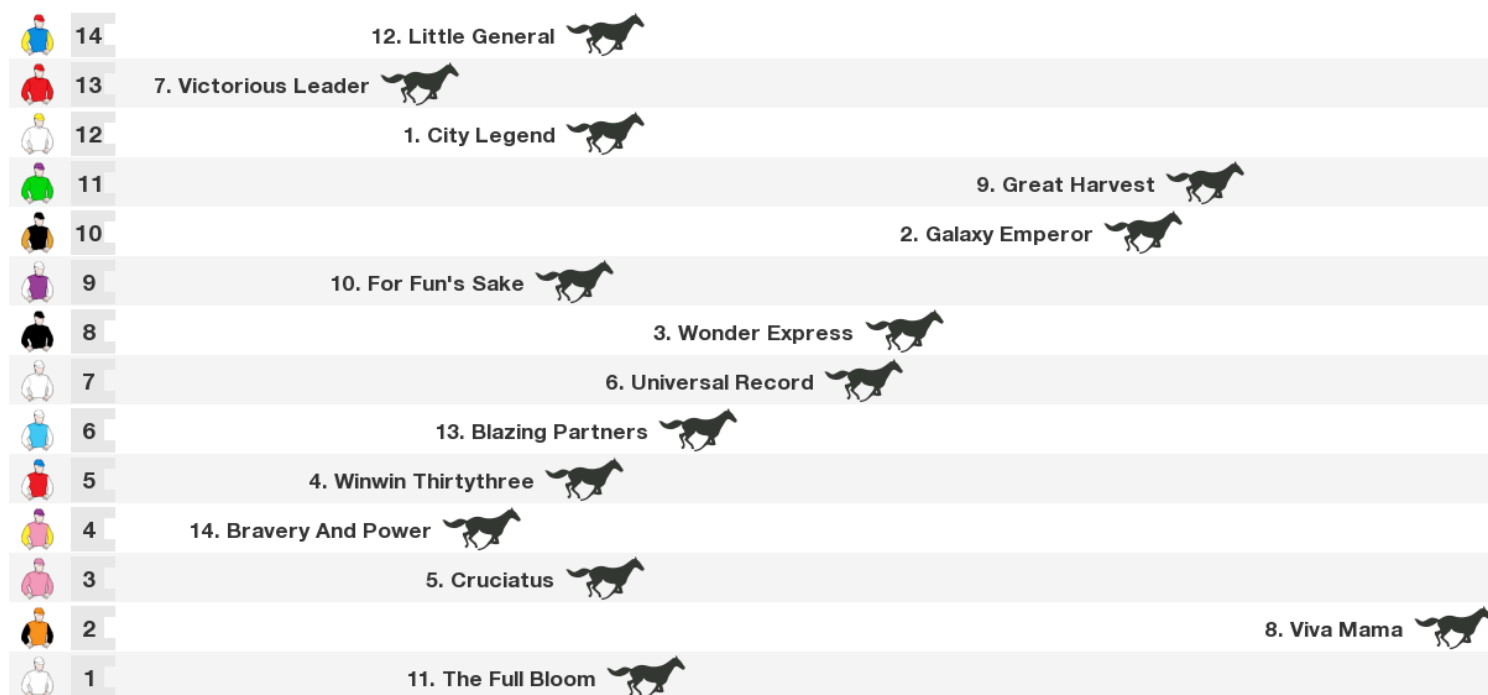 14 12. Little General
13 7. Victorious Leader
12 1. City Legend
11 9. Great Harvest
10 2. Galaxy Emperor
9 10. For Fun's Sake
8 3. Wonder Express
7 6. Universal Record
6 13. Blazing Partners
5 4. Winwin Thirtythree
4 14. Bravery And Power
3 5. Cruciatus
2 8. Viva Mama
1 11. The Full Bloom